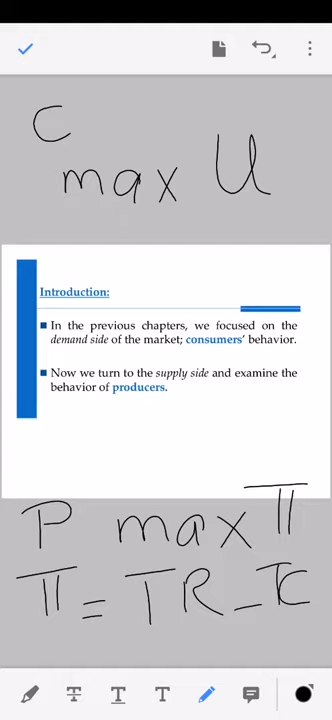 C
max U
Introduction:
■ In the previous chapters, we focused on the
demand side of the market; consumers' behavior.
■ Now we turn to the supply side and examine the
behavior of producers.
P max π
π = TR - TC
T T T